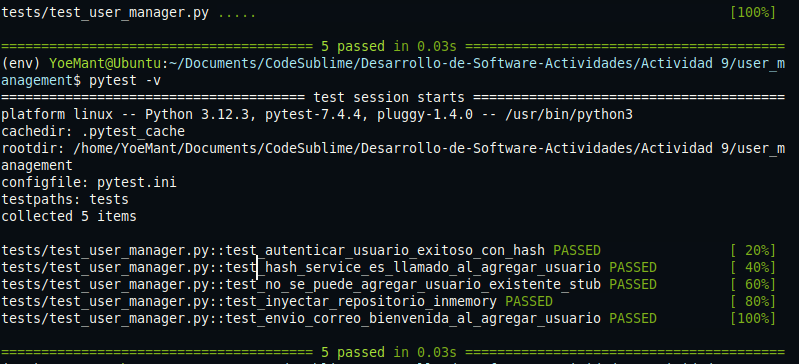 tests/test_user_manager.py ..... [100%]
======================================= 5 passed in 0.03s ========================================
(env) YoeMant@Ubuntu:~/Documents/CodeSublime/Desarrollo-de-Software-Actividades/Actividad 9/user_m
anagement$ pytest -v
====================================== test session starts =======================================
platform linux -- Python 3.12.3, pytest-7.4.4, pluggy-1.4.0 -- /usr/bin/python3
cachedir: .pytest_cache
rootdir: /home/YoeMant/Documents/CodeSublime/Desarrollo-de-Software-Actividades/Actividad 9/user_m
anagement
configfile: pytest.ini
testpaths: tests
collected 5 items
tests/test_user_manager.py::test_autenticar_usuario_exitoso_con_hash PASSED [ 20%]
tests/test_user_manager.py::test_hash_service_es_llamado_al_agregar_usuario PASSED [ 40%]
tests/test_user_manager.py::test_no_se_puede_agregar_usuario_existente_stub PASSED [ 60%]
tests/test_user_manager.py::test_inyectar_repositorio_inmemory PASSED [ 80%]
tests/test_user_manager.py::test_envio_correo_bienvenida_al_agregar_usuario PASSED [100%]
======================================= 5 passed in 0.03s ========================================